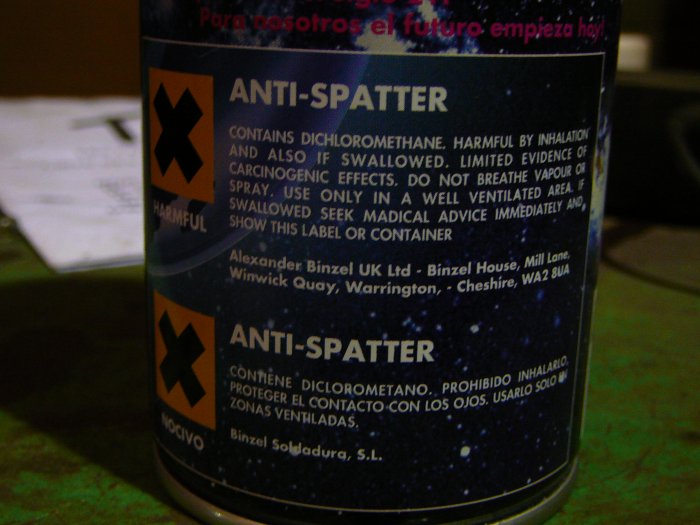 Para nosotros el futuro empieza hoy!
ANTI-SPATTER
CONTAINS DICHLOROMETHANE. HARMFUL BY INHALATION
AND ALSO IF SWALLOWED. LIMITED EVIDENCE OF
CARCINOGENIC EFFECTS. DO NOT BREATHE VAPOUR OR
SPRAY. USE ONLY IN A WELL VENTILATED AREA. IF
SWALLOWED SEEK MADICAL ADVICE IMMEDIATELY AND
SHOW THIS LABEL OR CONTAINER
HARMFUL
Alexander Binzel UK Ltd - Binzel House, Mill Lane,
Winwick Quay, Warrington, - Cheshire, WA2 8UA
ANTI-SPATTER
CONTIENE DICLOROMETANO. PROHIBIDO INHALARLO.
PROTEGER EL CONTACTO CON LOS OJOS. USARLO SOLO EN
ZONAS VENTILADAS.
NOCIVO
Binzel Soldadura, S.L.